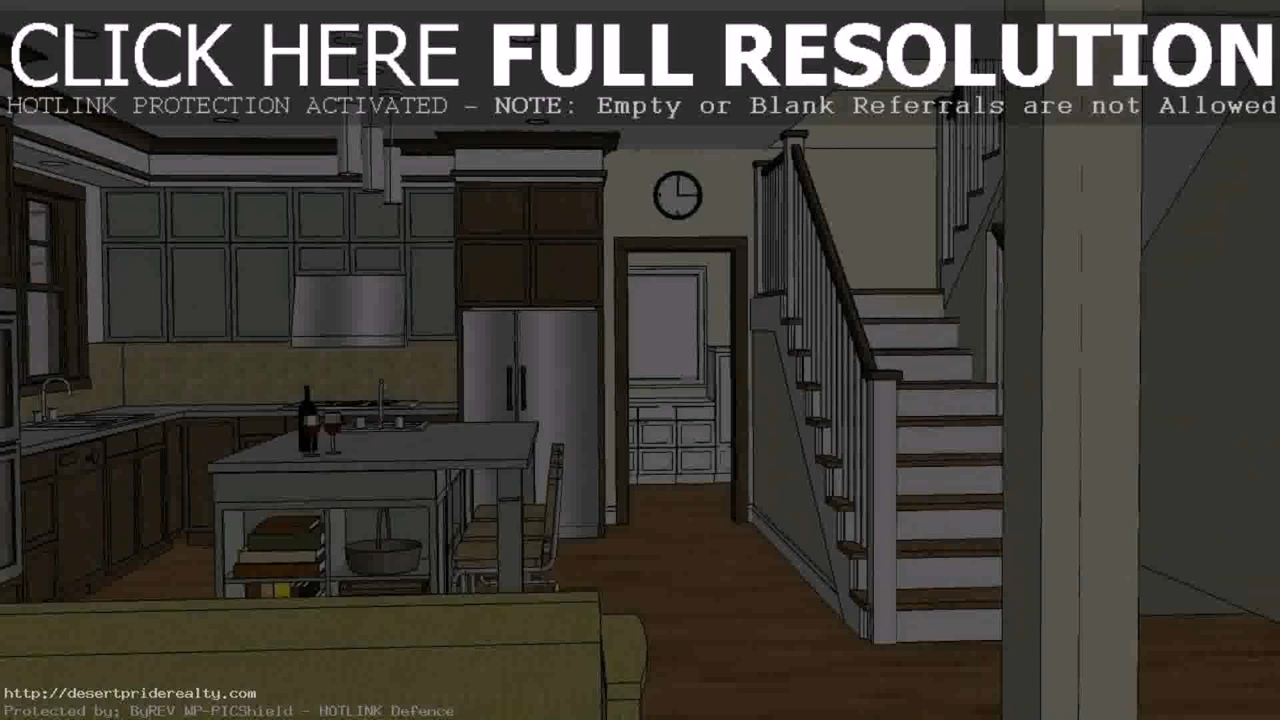 CLICK HERE FULL RESOLUTION
HOTLINK PROTECTION ACTIVATED - NOTE: Empty or Blank Referrals are not Allowed
http://desertpriderealty.com
Protected by; ByREV WP-PICShield - HOTLINK Defence